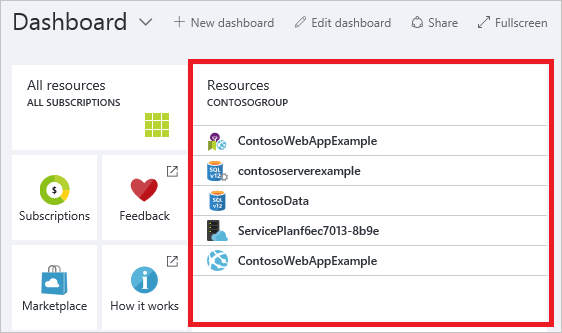 Dashboard
+ New dashboard
Edit dashboard
Share
Fullscreen
All resources
ALL SUBSCRIPTIONS
Subscriptions
$
Feedback
Marketplace
How it works
Resources
CONTOSOGROUP
ContosoWebAppExample
SQL v12
contososerverexample
SQL v12
ContosoData
ServicePlanf6ec7013-8b9e
ContosoWebAppExample